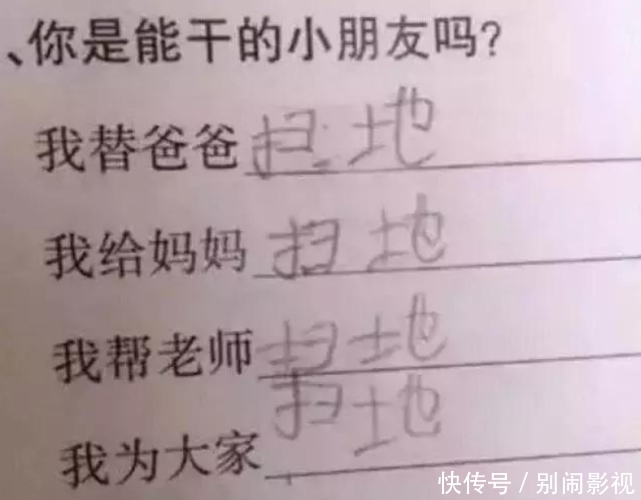 、你是能干的小朋友吗?
我替爸爸扫地
我给妈妈扫地
我帮老师扫地
我为大家扫地
快传号/别闹影视